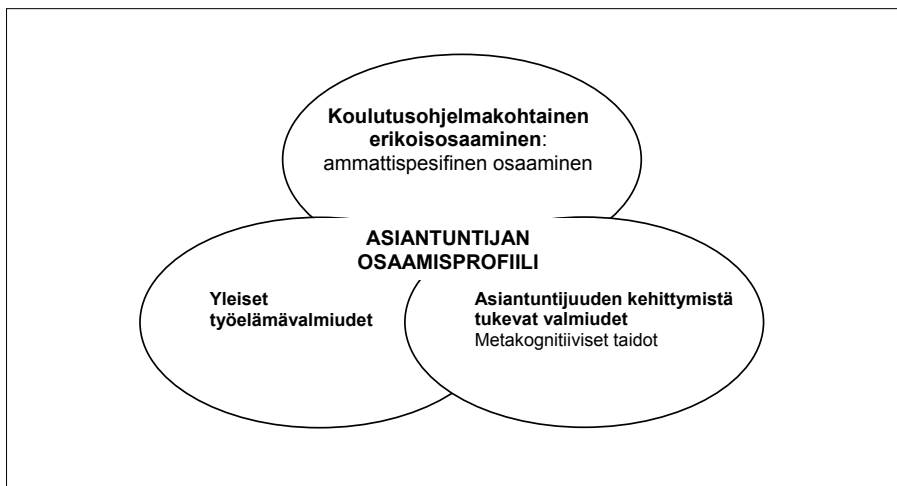 Koulutusohjelmakohtainen
erikoisosaaminen:
ammattispesifinen osaaminen
ASIANTUNTIJAN
OSAAMISPROFIILI
Yleiset
työelämävalmiudet
Asiantuntijuuden kehittymistä
tukevat valmiudet
Metakognitiiviset taidot